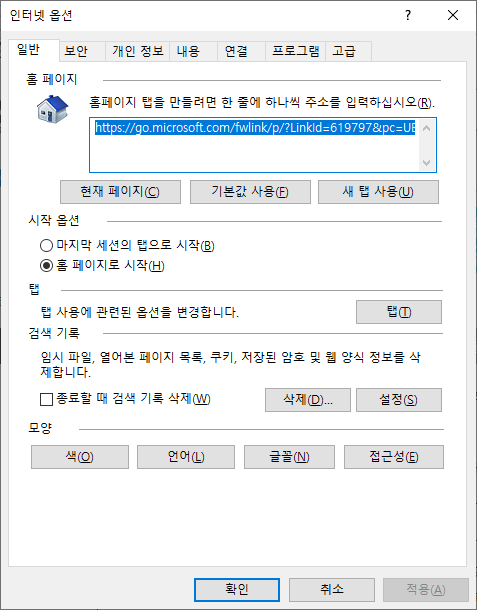 인터넷 옵션
일반 보안 개인 정보 내용 연결 프로그램 고급
홈 페이지
홈페이지 탭을 만들려면 한 줄에 하나씩 주소를 입력하십시오(R).
https://go.microsoft.com/fwlink/p/?LinkId=619797&pc=UE
현재 페이지(C) 기본값 사용(F) 새 탭 사용(U)
시작 옵션
마지막 세션의 탭으로 시작(B)
홈 페이지로 시작(H)
탭
탭 사용에 관련된 옵션을 변경합니다. 탭(T)
검색 기록
임시 파일, 열어본 페이지 목록, 쿠키, 저장된 암호 및 웹 양식 정보를 삭
제합니다.
종료할 때 검색 기록 삭제(W) 삭제(D)... 설정(S)
모양
색(O) 언어(L) 글꼴(N) 접근성(E)
확인 취소 적용(A)